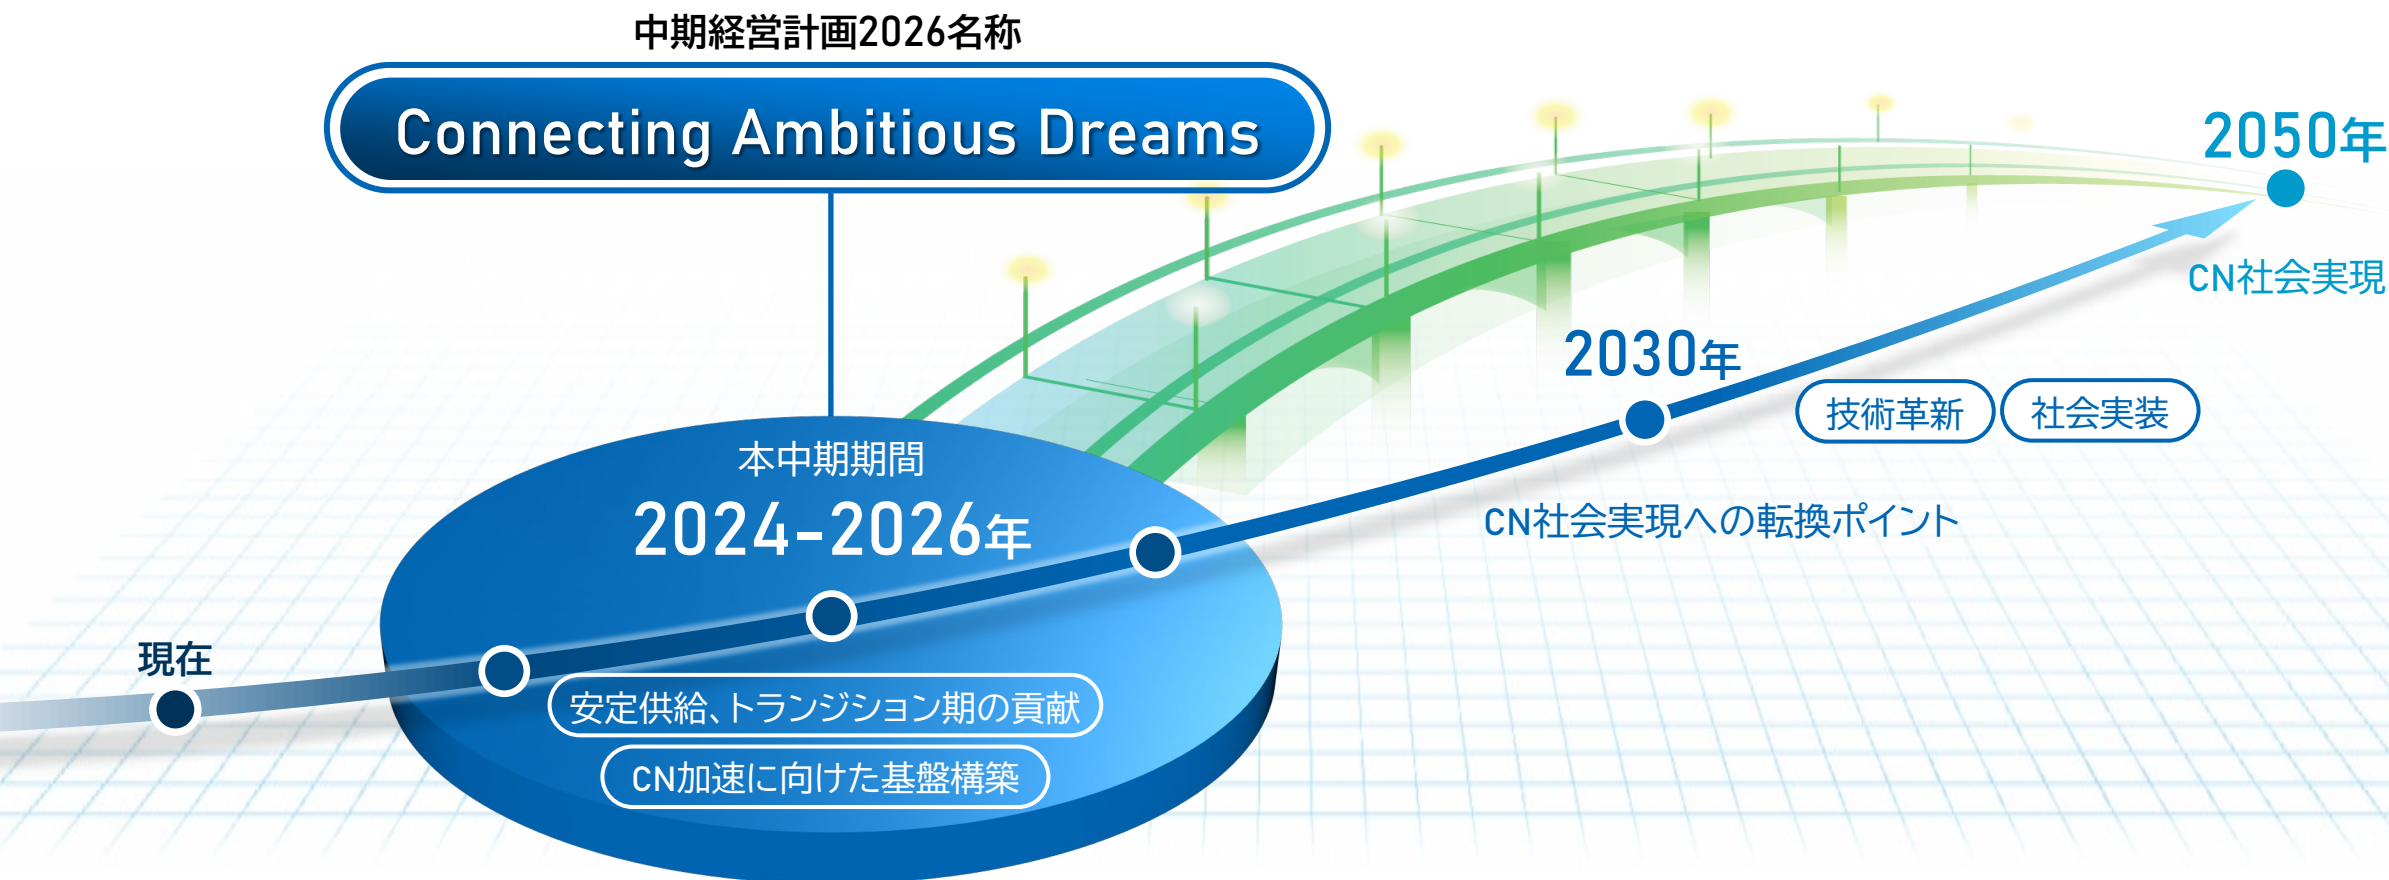 中期経営計画2026名称
Connecting Ambitious Dreams
2050年
CN社会実現
2030年
技術革新
社会実装
CN社会実現への転換ポイント
本中期期間
2024-2026年
現在
安定供給、トランジション期の貢献
CN加速に向けた基盤構築